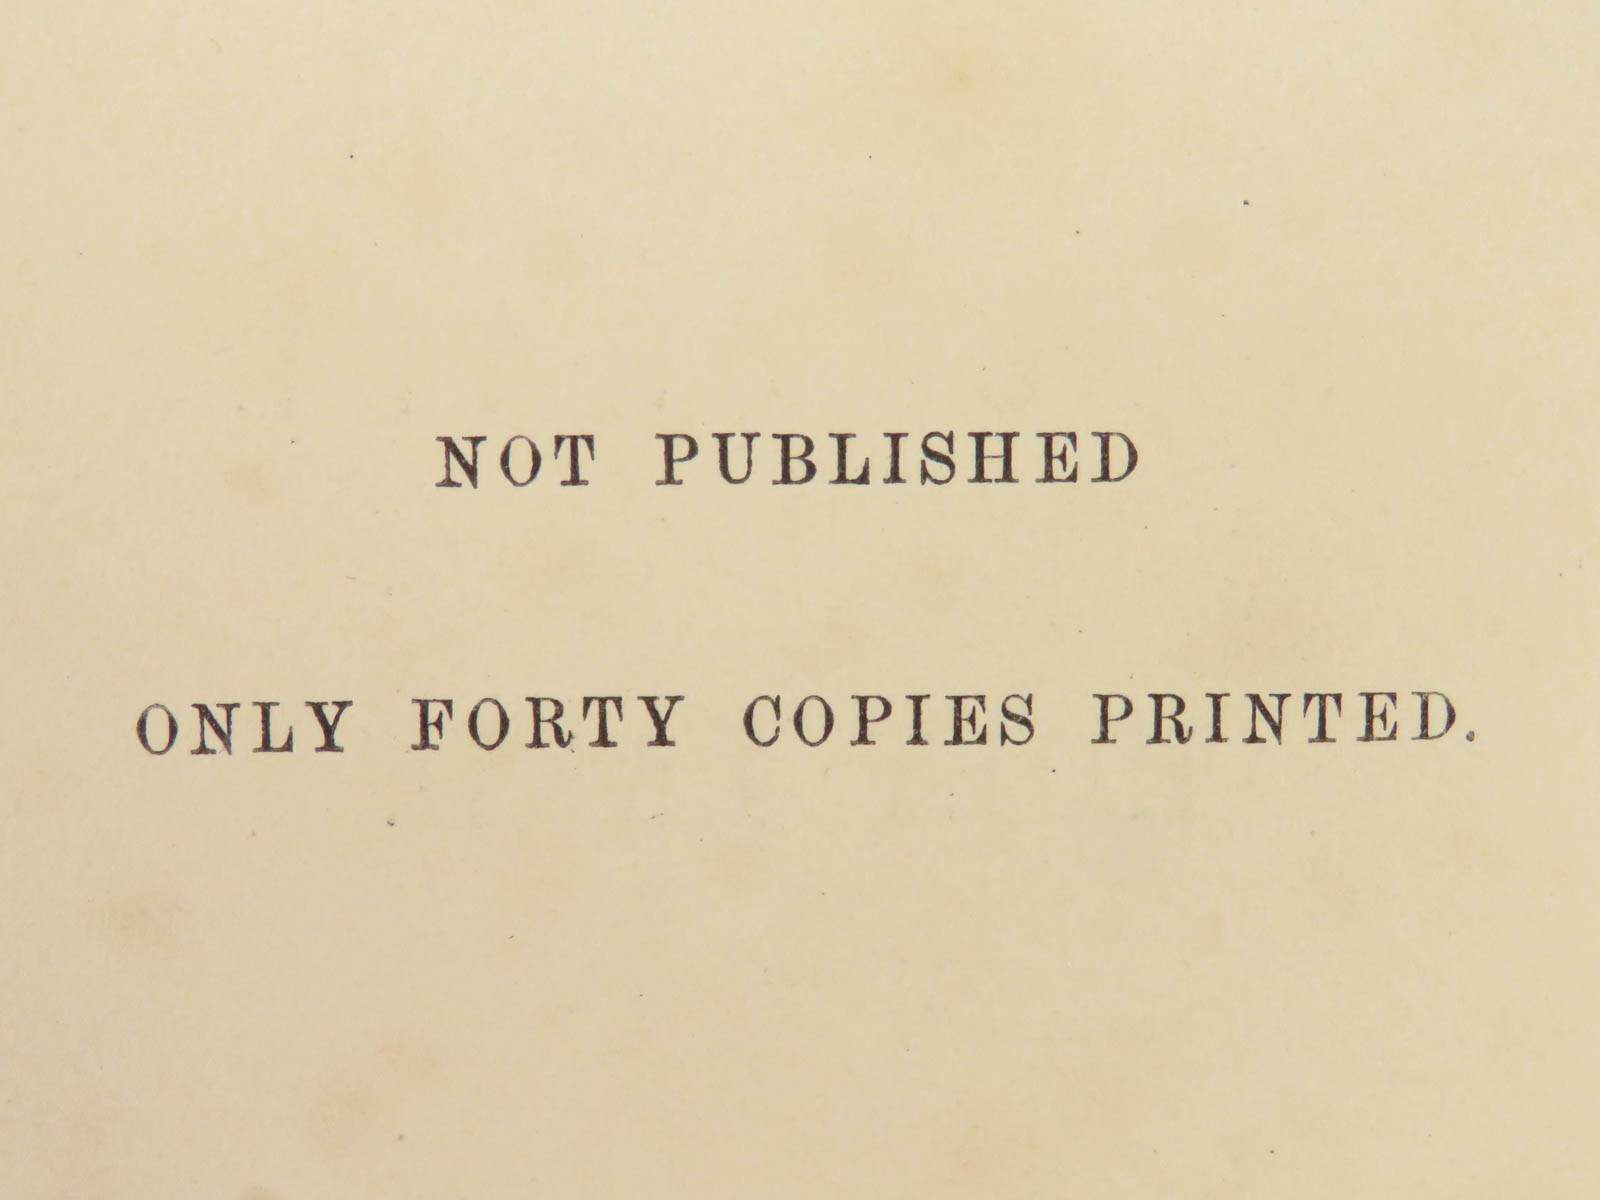 NOT PUBLISHED
ONLY FORTY COPIES PRINTED.